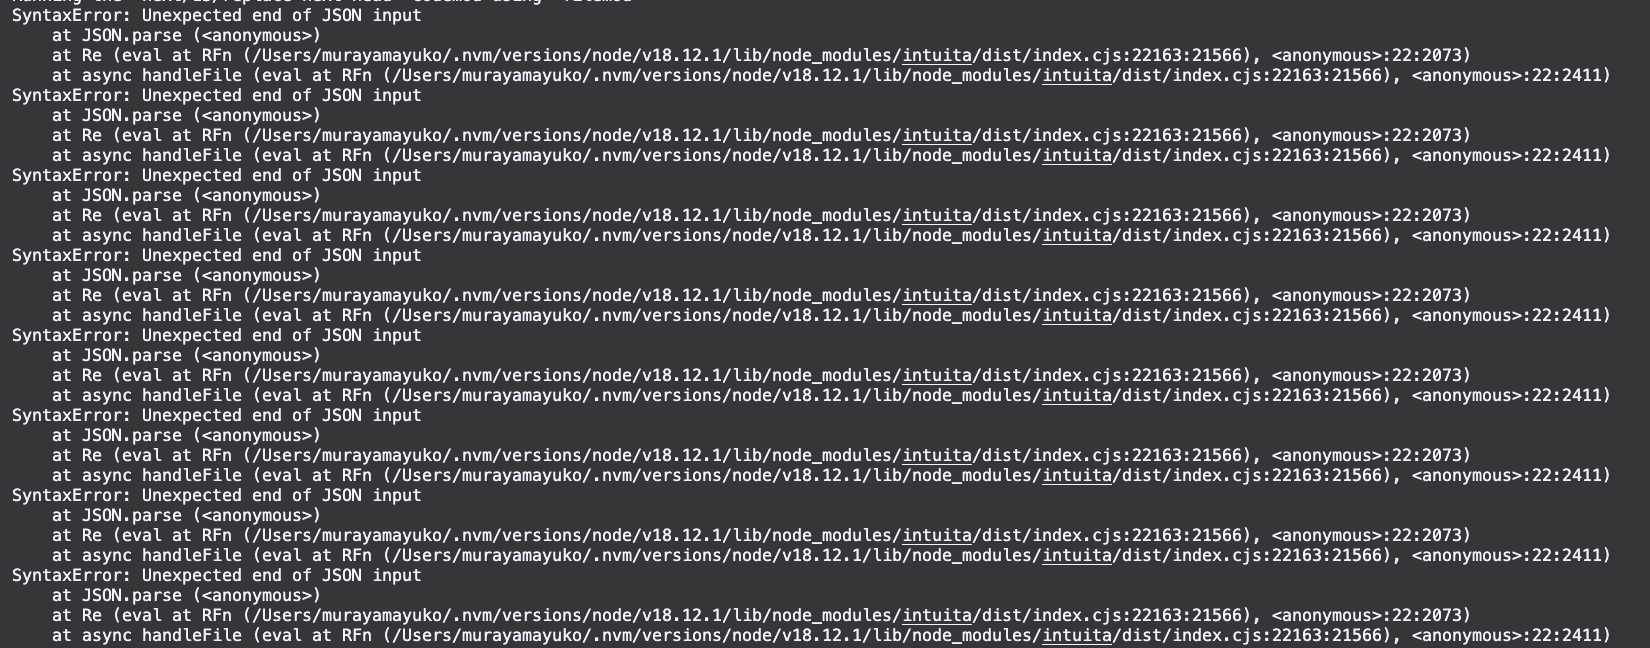 SyntaxError: Unexpected end of JSON input
at JSON.parse (<anonymous>)
at Re (eval at RFn (/Users/murayamayuko/.nvm/versions/node/v18.12.1/lib/node_modules/intuita/dist/index.cjs:22163:21566), <anonymous>:22:2073)
at async handleFile (eval at RFn (/Users/murayamayuko/.nvm/versions/node/v18.12.1/lib/node_modules/intuita/dist/index.cjs:22163:21566), <anonymous>:22:2411)
SyntaxError: Unexpected end of JSON input
at JSON.parse (<anonymous>)
at Re (eval at RFn (/Users/murayamayuko/.nvm/versions/node/v18.12.1/lib/node_modules/intuita/dist/index.cjs:22163:21566), <anonymous>:22:2073)
at async handleFile (eval at RFn (/Users/murayamayuko/.nvm/versions/node/v18.12.1/lib/node_modules/intuita/dist/index.cjs:22163:21566), <anonymous>:22:2411)
SyntaxError: Unexpected end of JSON input
at JSON.parse (<anonymous>)
at Re (eval at RFn (/Users/murayamayuko/.nvm/versions/node/v18.12.1/lib/node_modules/intuita/dist/index.cjs:22163:21566), <anonymous>:22:2073)
at async handleFile (eval at RFn (/Users/murayamayuko/.nvm/versions/node/v18.12.1/lib/node_modules/intuita/dist/index.cjs:22163:21566), <anonymous>:22:2411)
SyntaxError: Unexpected end of JSON input
at JSON.parse (<anonymous>)
at Re (eval at RFn (/Users/murayamayuko/.nvm/versions/node/v18.12.1/lib/node_modules/intuita/dist/index.cjs:22163:21566), <anonymous>:22:2073)
at async handleFile (eval at RFn (/Users/murayamayuko/.nvm/versions/node/v18.12.1/lib/node_modules/intuita/dist/index.cjs:22163:21566), <anonymous>:22:2411)
SyntaxError: Unexpected end of JSON input
at JSON.parse (<anonymous>)
at Re (eval at RFn (/Users/murayamayuko/.nvm/versions/node/v18.12.1/lib/node_modules/intuita/dist/index.cjs:22163:21566), <anonymous>:22:2073)
at async handleFile (eval at RFn (/Users/murayamayuko/.nvm/versions/node/v18.12.1/lib/node_modules/intuita/dist/index.cjs:22163:21566), <anonymous>:22:2411)
SyntaxError: Unexpected end of JSON input
at JSON.parse (<anonymous>)
at Re (eval at RFn (/Users/murayamayuko/.nvm/versions/node/v18.12.1/lib/node_modules/intuita/dist/index.cjs:22163:21566), <anonymous>:22:2073)
at async handleFile (eval at RFn (/Users/murayamayuko/.nvm/versions/node/v18.12.1/lib/node_modules/intuita/dist/index.cjs:22163:21566), <anonymous>:22:2411)
SyntaxError: Unexpected end of JSON input
at JSON.parse (<anonymous>)
at Re (eval at RFn (/Users/murayamayuko/.nvm/versions/node/v18.12.1/lib/node_modules/intuita/dist/index.cjs:22163:21566), <anonymous>:22:2073)
at async handleFile (eval at RFn (/Users/murayamayuko/.nvm/versions/node/v18.12.1/lib/node_modules/intuita/dist/index.cjs:22163:21566), <anonymous>:22:2411)
SyntaxError: Unexpected end of JSON input
at JSON.parse (<anonymous>)
at Re (eval at RFn (/Users/murayamayuko/.nvm/versions/node/v18.12.1/lib/node_modules/intuita/dist/index.cjs:22163:21566), <anonymous>:22:2073)
at async handleFile (eval at RFn (/Users/murayamayuko/.nvm/versions/node/v18.12.1/lib/node_modules/intuita/dist/index.cjs:22163:21566), <anonymous>:22:2411)